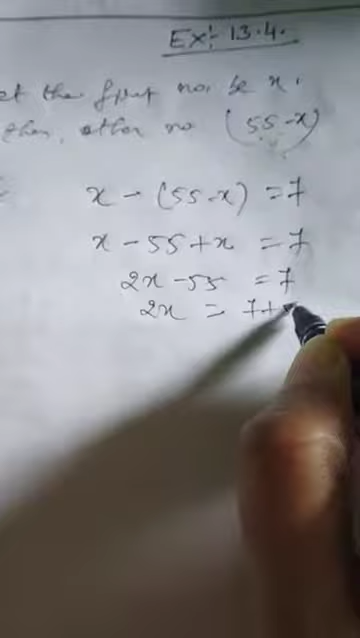 Ex:- 13.4.
et the first no. be x.
then, other no (55-x)
x - (55-x) = 7
x - 55 + x = 7
2x - 55 = 7
2x = 7+